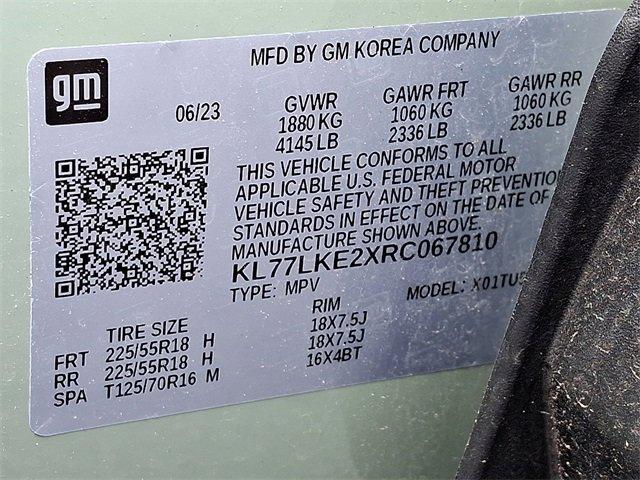 MFD BY GM KOREA COMPANY
gm
06/23 GVWR GAWR FRT GAWR RR
1880 KG 1060 KG 1060 KG
4145 LB 2336 LB 2336 LB
THIS VEHICLE CONFORMS TO ALL
APPLICABLE U.S. FEDERAL MOTOR
VEHICLE SAFETY AND THEFT PREVENTION
STANDARDS IN EFFECT ON THE DATE OF
MANUFACTURE SHOWN ABOVE.
KL77LKE2XRC067810
TYPE: MPV MODEL: X01TU
TIRE SIZE RIM
FRT 225/55R18 H 18X7.5J
RR 225/55R18 H 18X7.5J
SPA T125/70R16 M 16X4BT